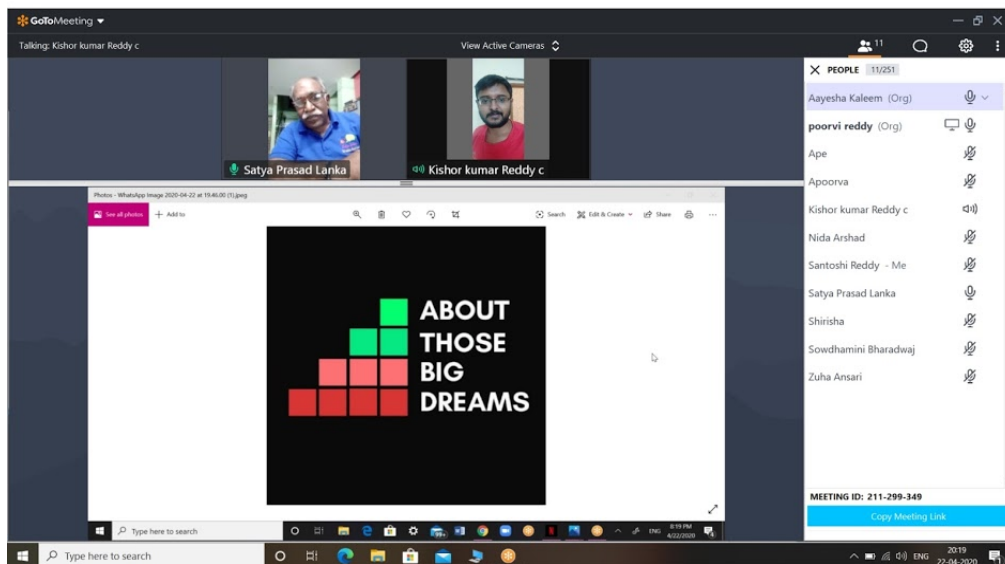 GoToMeeting
Talking: Kishor kumar Reddy c
View Active Cameras
11
PEOPLE 11/251
Aayesha Kaleem (Org)
poorvi reddy (Org)
Ape
Apoorva
Kishor kumar Reddy c
Nida Arshad
Santoshi Reddy - Me
Satya Prasad Lanka
Shirisha
Sowdhamini Bharadwaj
Zuha Ansari
MEETING ID: 211-299-349
Copy Meeting Link
Satya Prasad Lanka
Kishor kumar Reddy c
Photos - WhatsApp Image 2020-04-22 at 19.46.00 (1).jpeg
See all photos + Add to
Search Edit & Create Share
ABOUT
THOSE
BIG
DREAMS
Type here to search
99+
ENG
8:19 PM
4/22/2020
Type here to search
ENG
20:19
22-04-2020